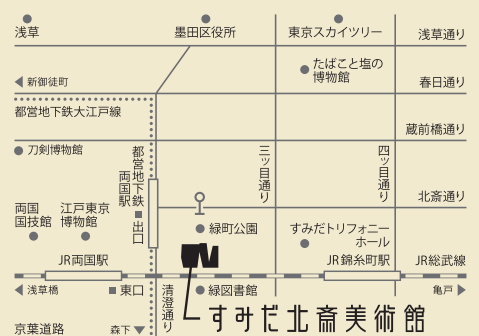 浅草
墨田区役所
東京スカイツリー
浅草通り
たばこと塩の
博物館
新御徒町
春日通り
都営地下鉄大江戸線
蔵前橋通り
刀剣博物館
都営地下鉄
両国駅
出口
三ツ目通り
四ツ目通り
北斎通り
両国
国技館
江戸東京
博物館
緑町公園
すみだトリフォニー
ホール
JR両国駅
JR錦糸町駅
JR総武線
浅草橋
東口
清澄通り
緑図書館
亀戸
すみだ北斎美術館
京葉道路
森下